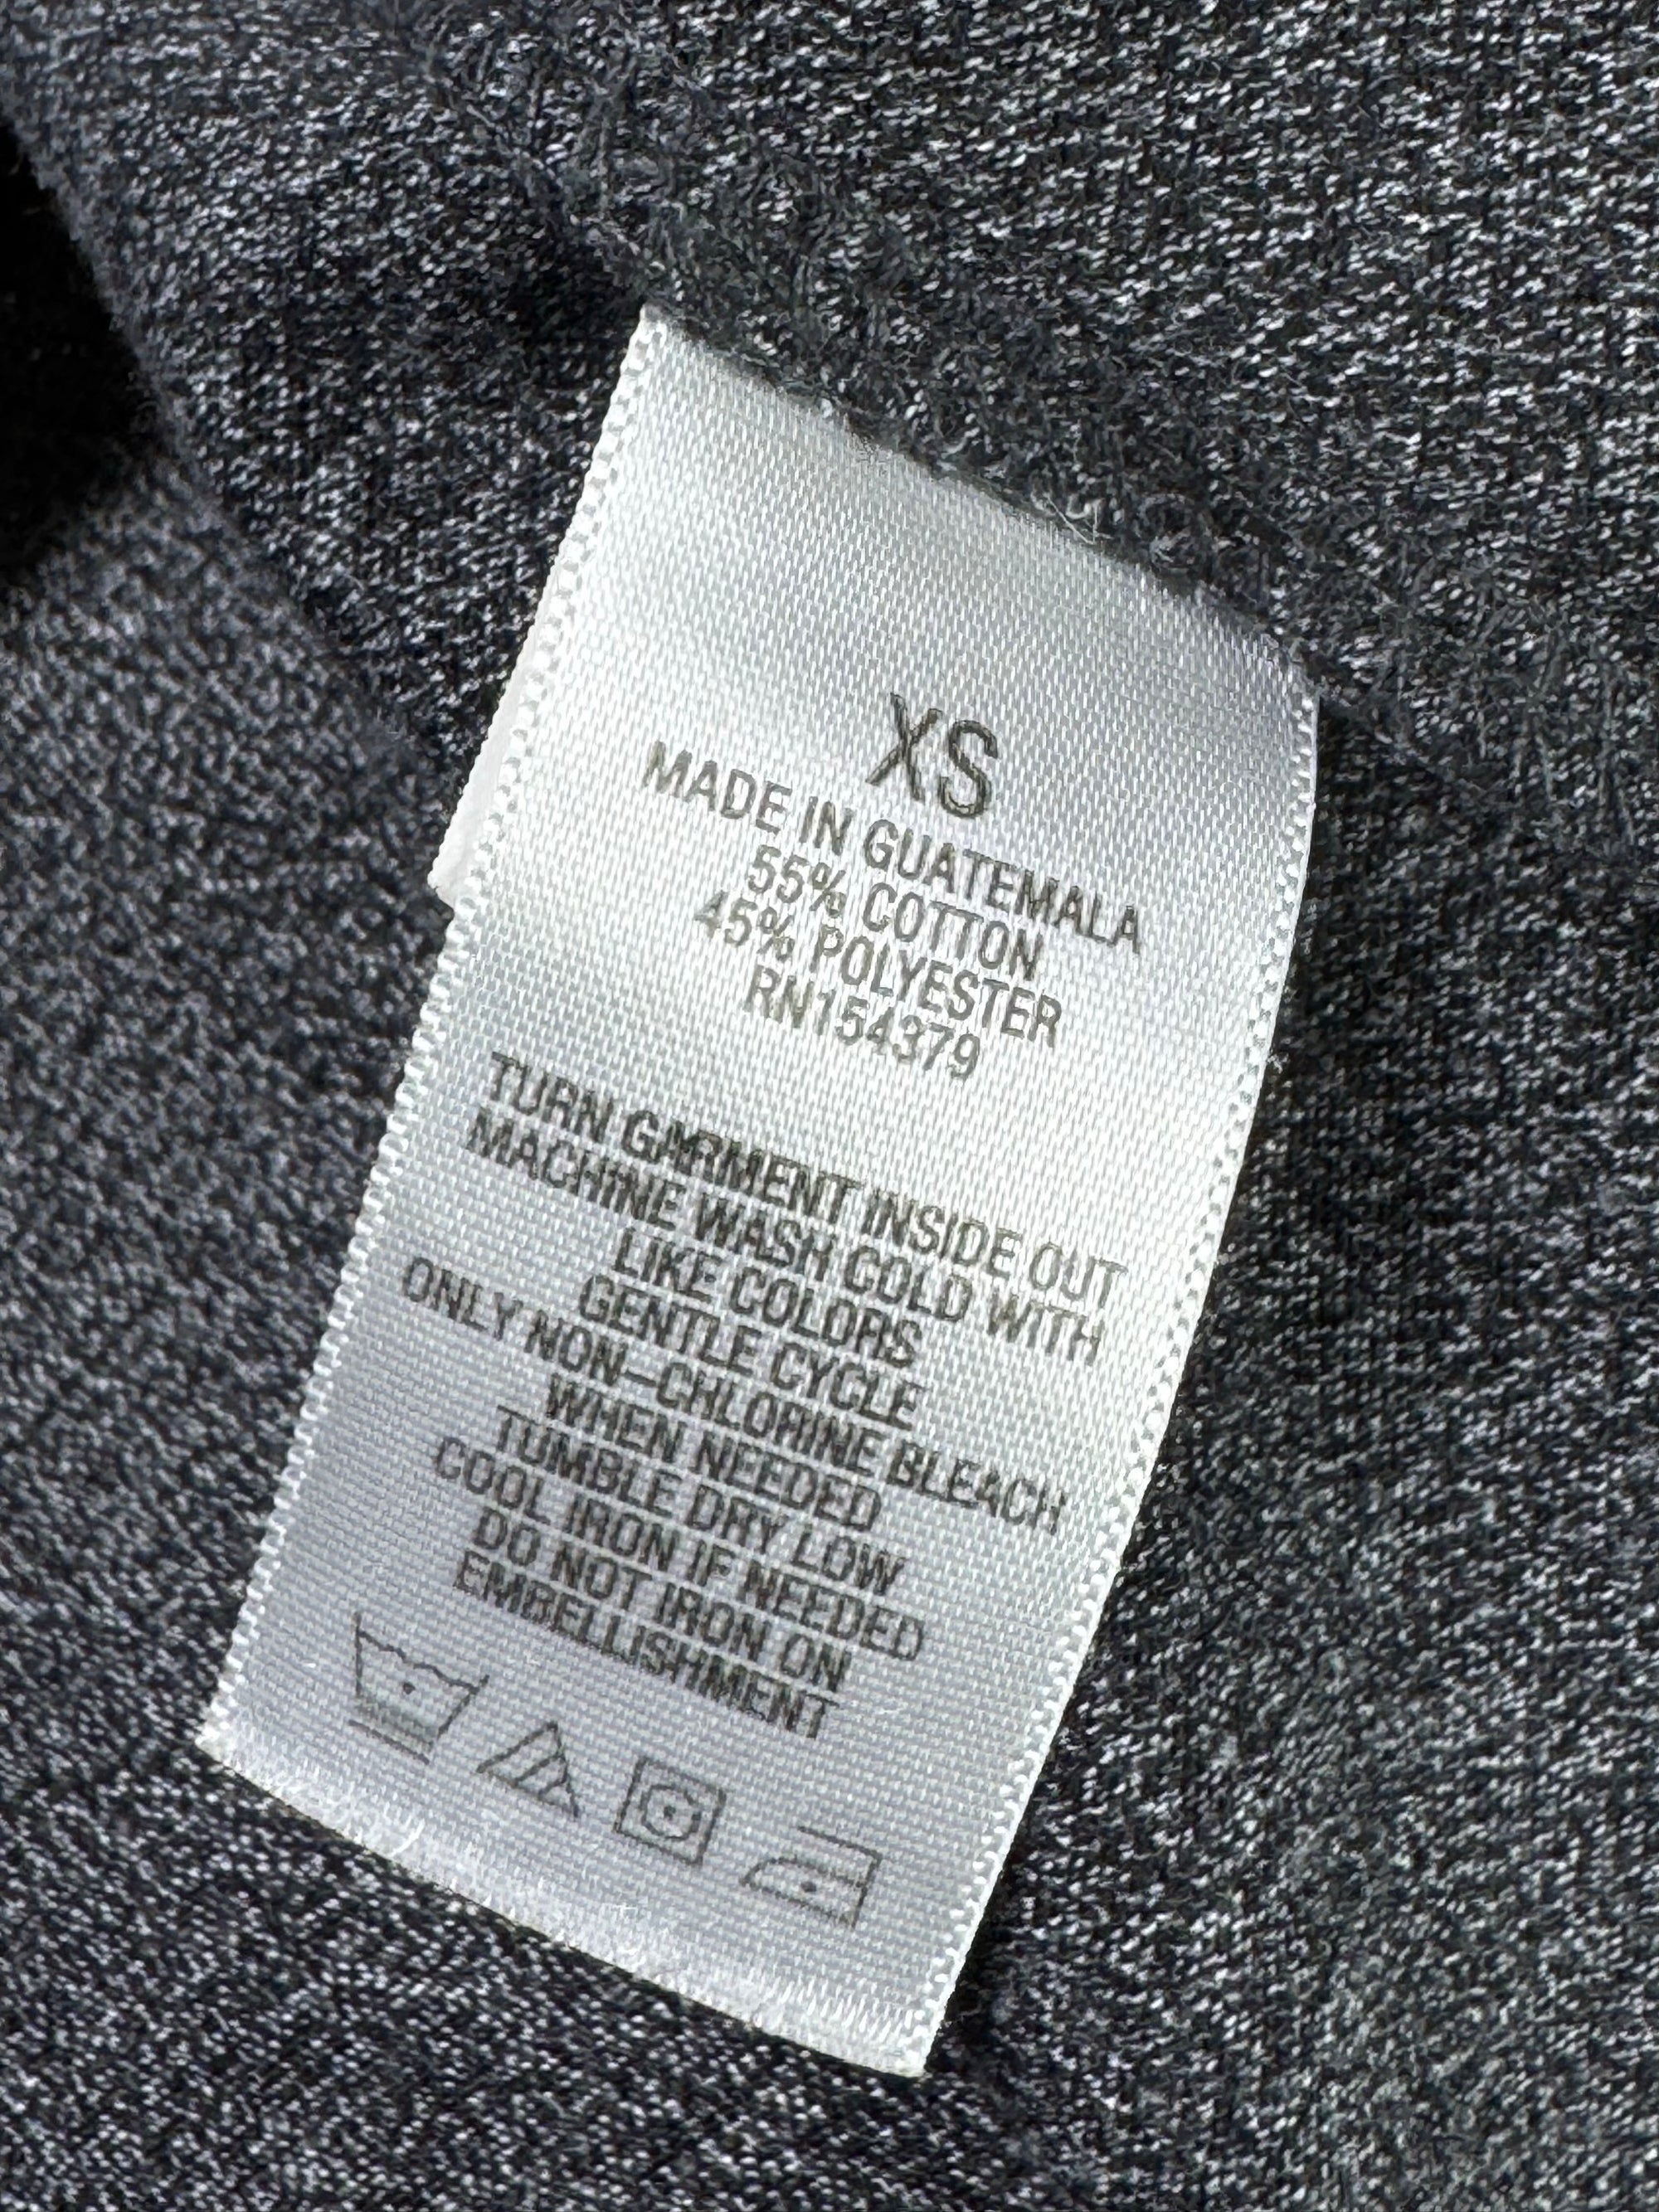 XS
MADE IN GUATEMALA
55% COTTON
45% POLYESTER
RN154379
TURN GARMENT INSIDE OUT
MACHINE WASH COLD WITH
LIKE COLORS
GENTLE CYCLE
ONLY NON-CHLORINE BLEACH
WHEN NEEDED
TUMBLE DRY LOW
COOL IRON IF NEEDED
DO NOT IRON ON
EMBELLISHMENT